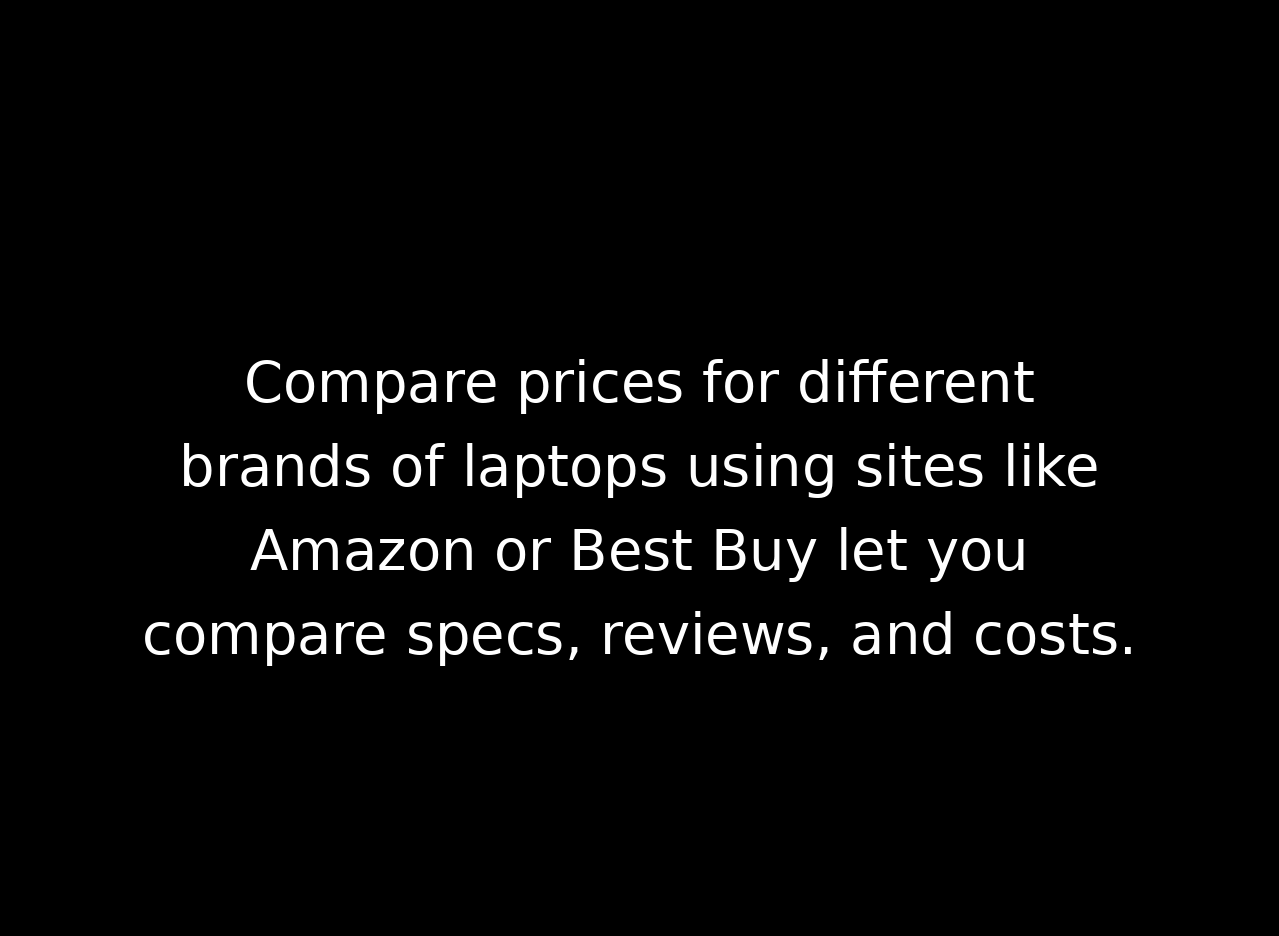 Compare prices for different
brands of laptops using sites like
Amazon or Best Buy let you
compare specs, reviews, and costs.